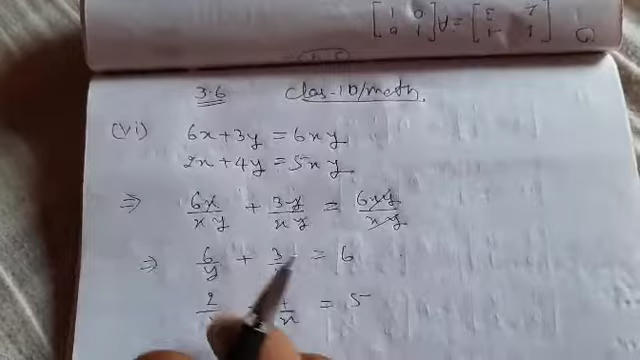 3.6 Clas-10/math.
(vi) 6x+3y = 6xy
2x+4y = 5xy
⇒ 6x/xy + 3y/xy = 6xy/xy
⇒ 6/y + 3 = 6
2 x = 5